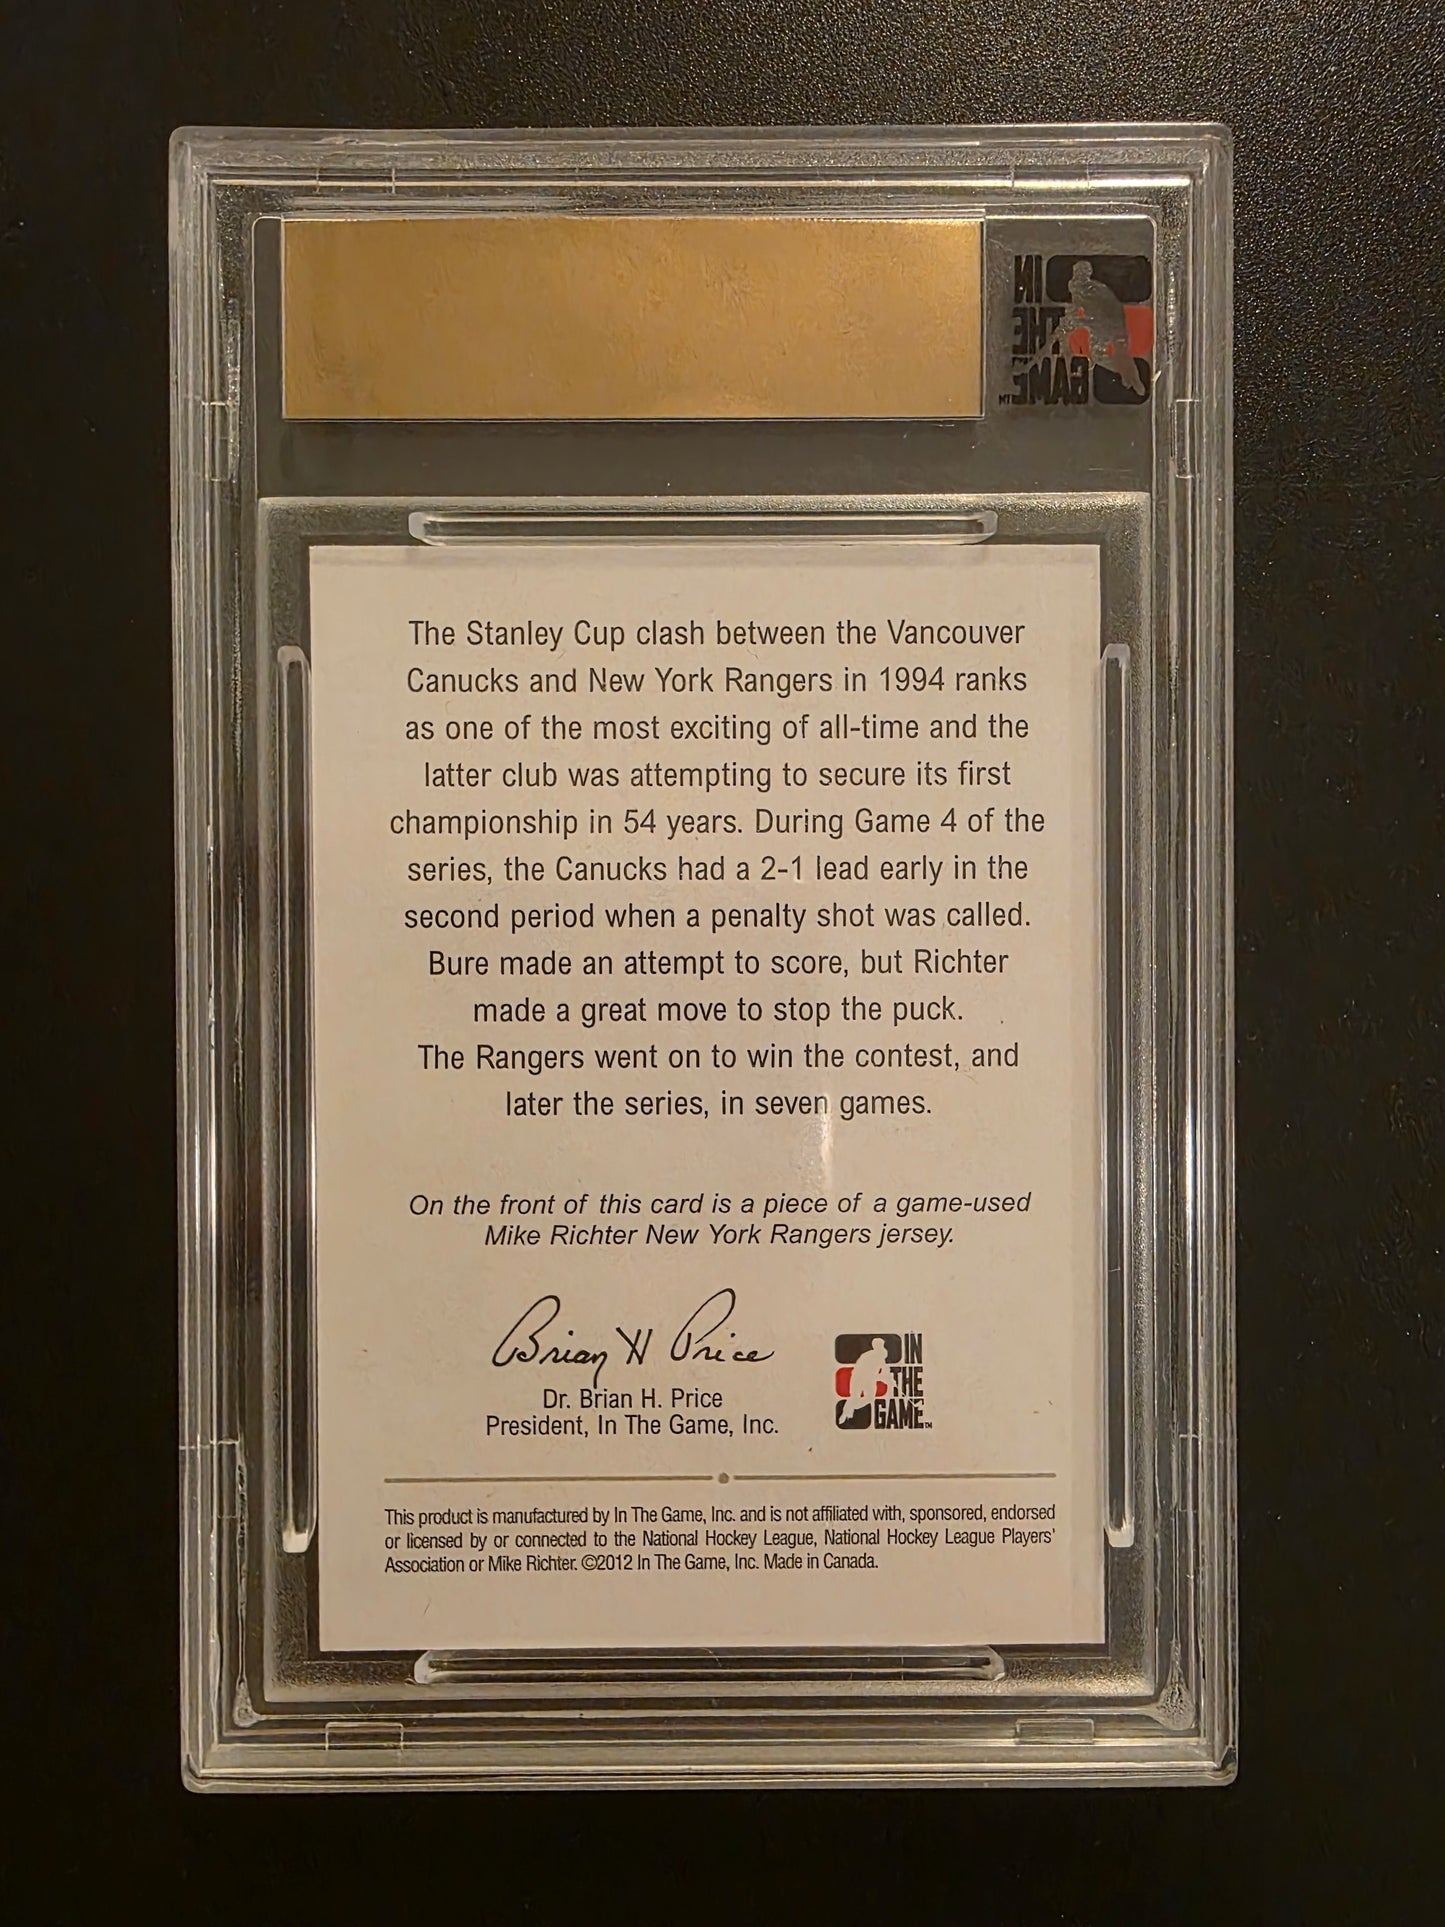 IN
THE
GAME™
The Stanley Cup clash between the Vancouver
Canucks and New York Rangers in 1994 ranks
as one of the most exciting of all-time and the
latter club was attempting to secure its first
championship in 54 years. During Game 4 of the
series, the Canucks had a 2-1 lead early in the
second period when a penalty shot was called.
Bure made an attempt to score, but Richter
made a great move to stop the puck.
The Rangers went on to win the contest, and
later the series, in seven games.
On the front of this card is a piece of a game-used
Mike Richter New York Rangers jersey.
Brian H Price
Dr. Brian H. Price
President, In The Game, Inc.
IN
THE
GAME™
This product is manufactured by In The Game, Inc. and is not affiliated with, sponsored, endorsed
or licensed by or connected to the National Hockey League, National Hockey League Players'
Association or Mike Richter. ©2012 In The Game, Inc. Made in Canada.